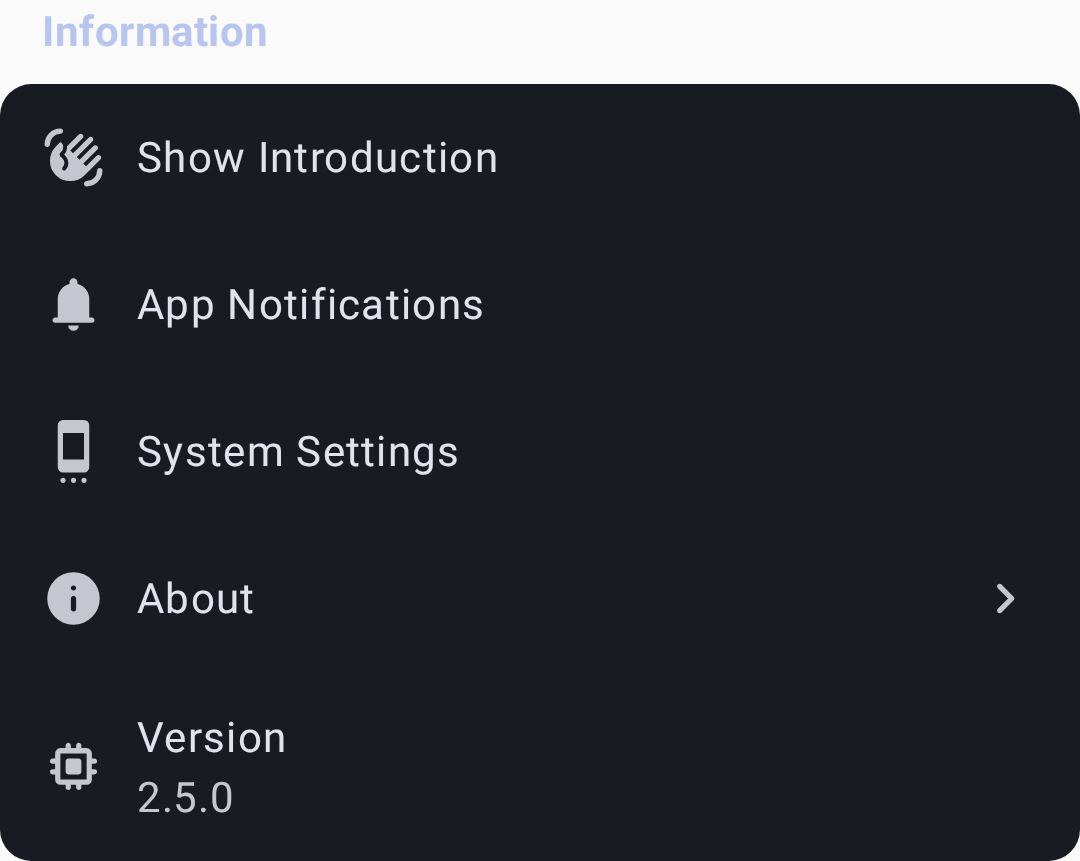 Information
Show Introduction
App Notifications
System Settings
About
Version
2.5.0